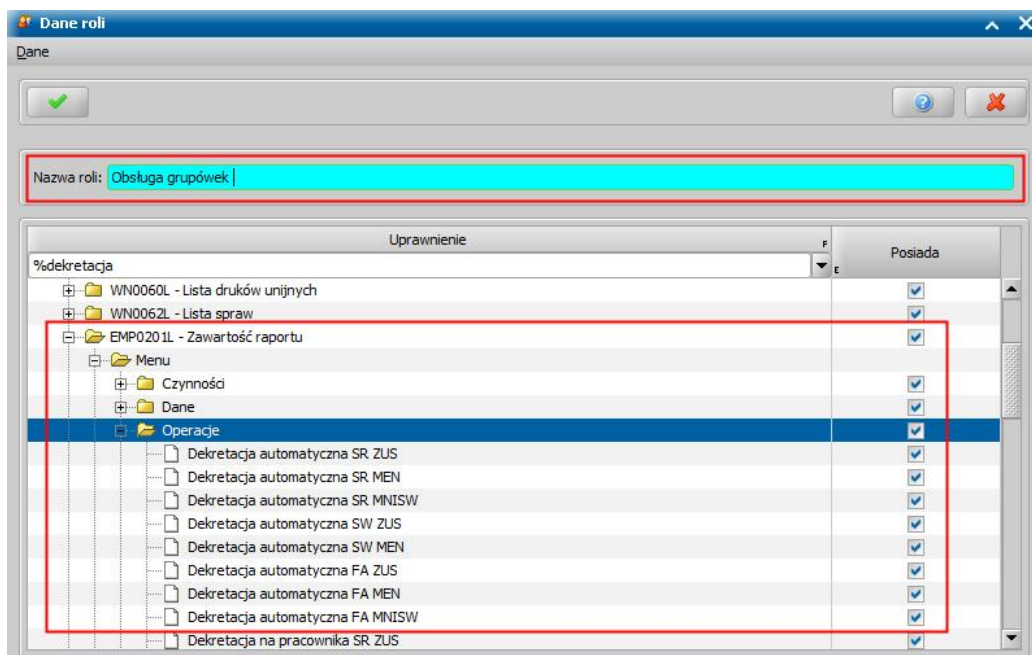 Dane roli
Dane
Nazwa roli: Obsługa grupówek
Uprawnienie F Posiada
%dekretacja E
WN0060L - Lista druków unijnych
WN0062L - Lista spraw
EMP0201L - Zawartość raportu
Menu
Czynności
Dane
Operacje
Dekretacja automatyczna SR ZUS
Dekretacja automatyczna SR MEN
Dekretacja automatyczna SR MNISW
Dekretacja automatyczna SW ZUS
Dekretacja automatyczna SW MEN
Dekretacja automatyczna FA ZUS
Dekretacja automatyczna FA MEN
Dekretacja automatyczna FA MNISW
Dekretacja na pracownika SR ZUS